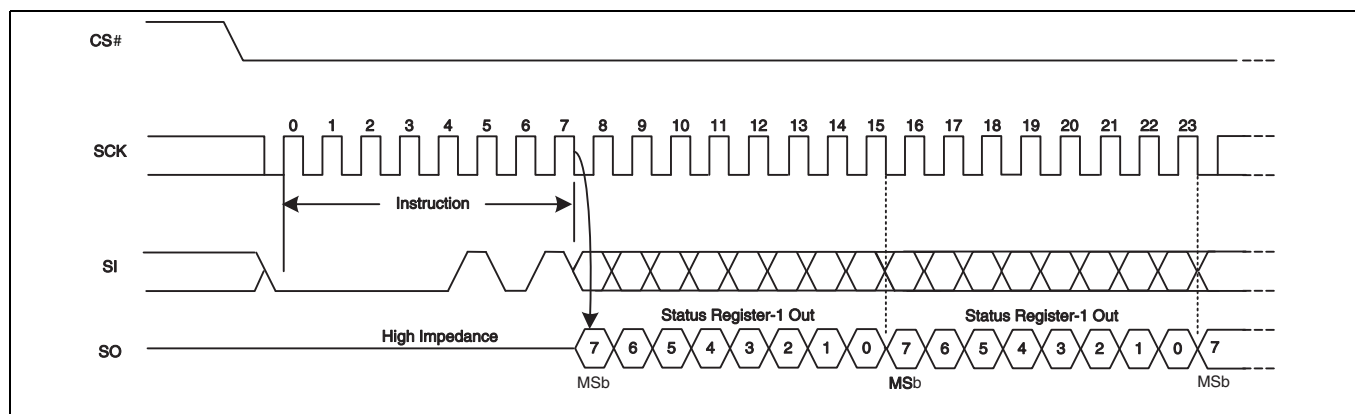 CS#
0 1 2 3 4 5 6 7 8 9 10 11 12 13 14 15 16 17 18 19 20 21 22 23
SCK
Instruction
SI
Status Register-1 Out Status Register-1 Out
High Impedance
SO 7 6 5 4 3 2 1 0 7 6 5 4 3 2 1 0 7
MSb MSb MSb